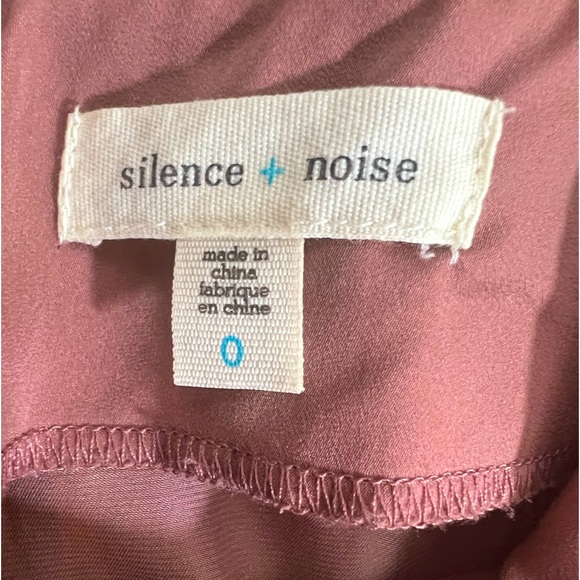 silence + noise
made in
china
fabrique
en chine
0